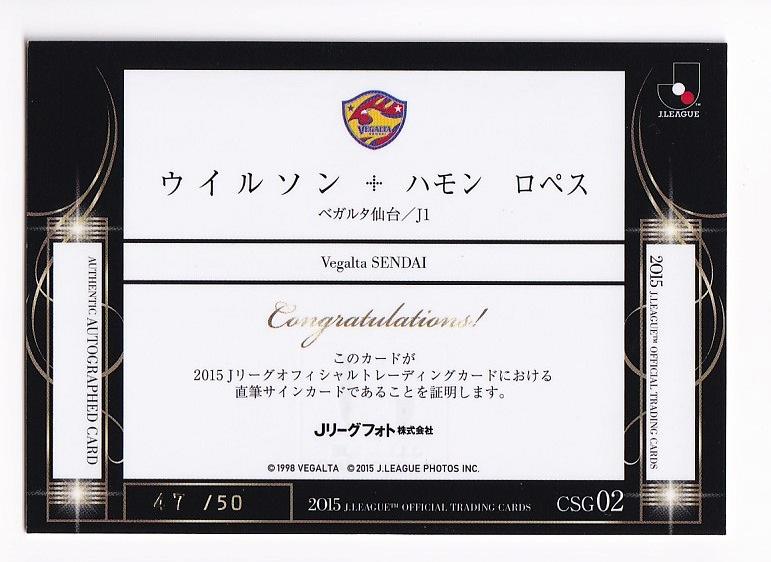 VEGALTA
J.LEAGUE™
ウイルソン + ハモン ロペス
ベガルタ仙台／J1
Vegalta SENDAI
Congratulations!
このカードが
2015 Jリーグオフィシャルトレーディングカードにおける
直筆サインカードであることを証明します。
Jリーグフォト株式会社
©1998 VEGALTA ©2015 J.LEAGUE PHOTOS INC.
AUTHENTIC AUTOGRAPHED CARD
2015 J.LEAGUE™ OFFICIAL TRADING CARDS
47 /50
2015 J.LEAGUE™ OFFICIAL TRADING CARDS
CSG02